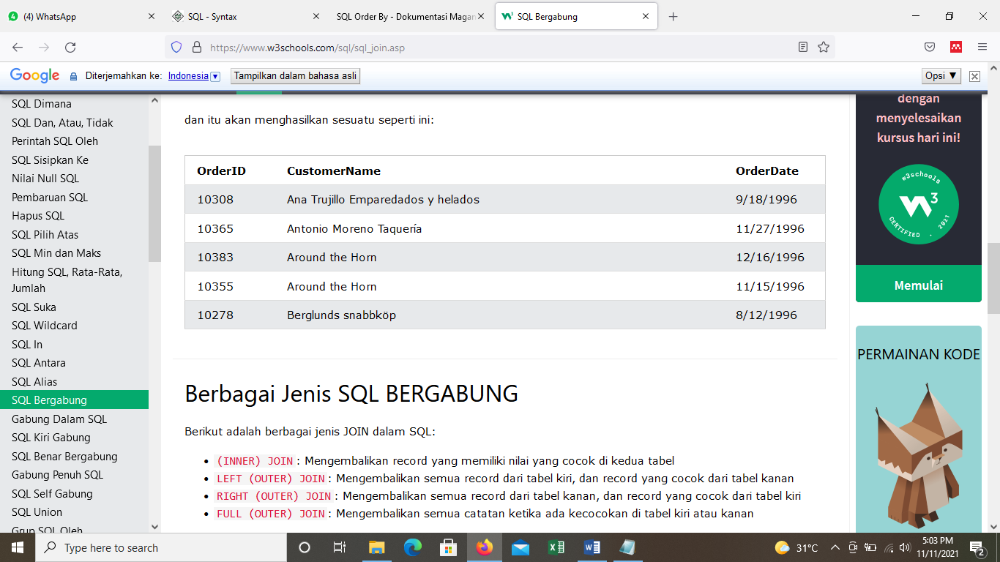 (4) WhatsApp
SQL - Syntax
SQL Order By - Dokumentasi Magan
SQL Bergabung
https://www.w3schools.com/sql/sql_join.asp
Google
Diterjemahkan ke: Indonesia
Tampilkan dalam bahasa asli
Opsi ▼
SQL Dimana
SQL Dan, Atau, Tidak
Perintah SQL Oleh
SQL Sisipkan Ke
Nilai Null SQL
Pembaruan SQL
Hapus SQL
SQL Pilih Atas
SQL Min dan Maks
Hitung SQL, Rata-Rata,
Jumlah
SQL Suka
SQL Wildcard
SQL In
SQL Antara
SQL Alias
SQL Bergabung
Gabung Dalam SQL
SQL Kiri Gabung
SQL Benar Bergabung
Gabung Penuh SQL
SQL Self Gabung
SQL Union
Grup SQL Oleh
dan itu akan menghasilkan sesuatu seperti ini:
OrderID CustomerName OrderDate
10308 Ana Trujillo Emparedados y helados 9/18/1996
10365 Antonio Moreno Taquería 11/27/1996
10383 Around the Horn 12/16/1996
10355 Around the Horn 11/15/1996
10278 Berglunds snabbköp 8/12/1996
Berbagai Jenis SQL BERGABUNG
Berikut adalah berbagai jenis JOIN dalam SQL:
• (INNER) JOIN : Mengembalikan record yang memiliki nilai yang cocok di kedua tabel
• LEFT (OUTER) JOIN : Mengembalikan semua record dari tabel kiri, dan record yang cocok dari tabel kanan
• RIGHT (OUTER) JOIN : Mengembalikan semua record dari tabel kanan, dan record yang cocok dari tabel kiri
• FULL (OUTER) JOIN : Mengembalikan semua catatan ketika ada kecocokan di tabel kiri atau kanan
dengan
menyelesaikan
kursus hari ini!
w3schools
W3
CERTIFIED . 2021
Memulai
PERMAINAN KODE
Type here to search
31°C
5:03 PM
11/11/2021
2